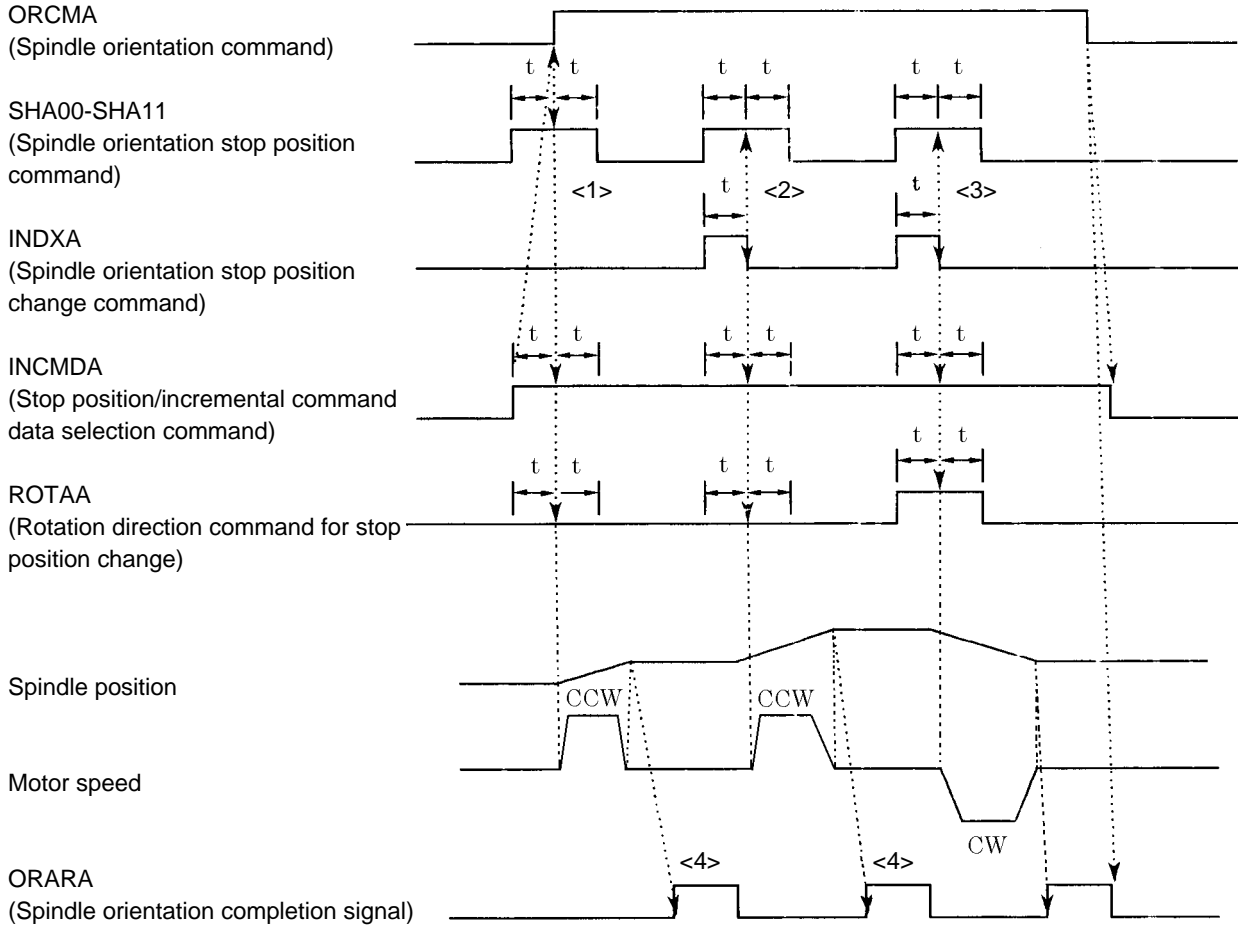 ORCMA
(Spindle orientation command)
t t t t t t
SHA00-SHA11
(Spindle orientation stop position
command)
<1> t <2> t <3>
INDXA
(Spindle orientation stop position
change command)
t t t t t t
INCMDA
(Stop position/incremental command
data selection command)
t t
t t t t
ROTAA
(Rotation direction command for stop
position change)
Spindle position
CCW CCW
Motor speed
CW
<4> <4>
ORARA
(Spindle orientation completion signal)